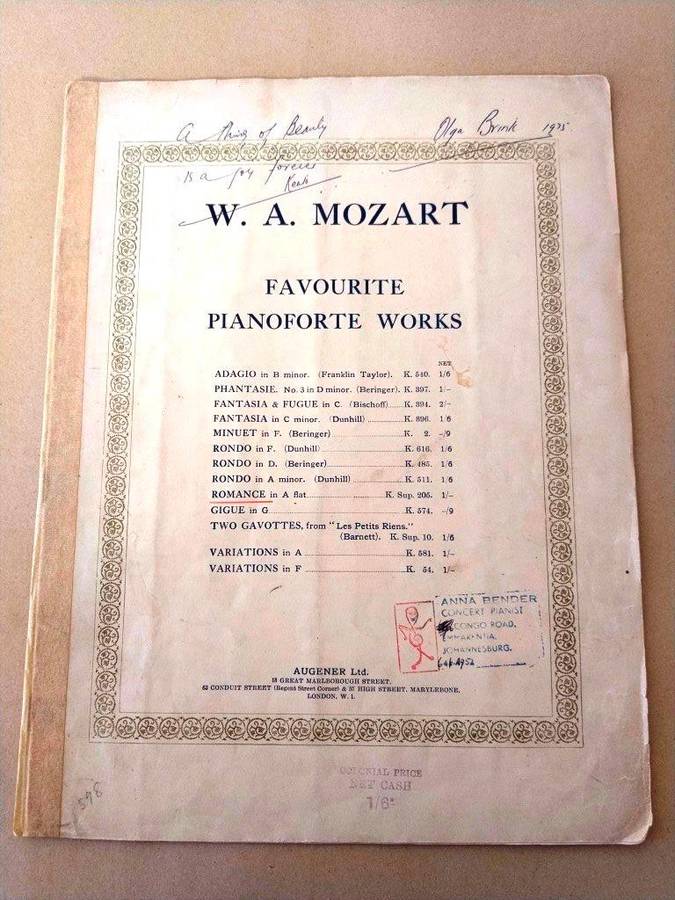 A thing of Beauty
Olga Brink 1935
is a joy forever
Keats
W. A. MOZART
FAVOURITE
PIANOFORTE WORKS
NET
ADAGIO in B minor. (Franklin Taylor). K. 540. 1/6
PHANTASIE. No. 3 in D minor. (Beringer). K. 397. 1/-
FANTASIA & FUGUE in C. (Bischoff) K. 394. 2/-
FANTASIA in C minor. (Dunhill) K. 396. 1/6
MINUET in F. (Beringer) K. 2. -/9
RONDO in F. (Dunhill) K. 616. 1/6
RONDO in D. (Beringer) K. 485. 1/6
RONDO in A minor. (Dunhill) K. 511. 1/6
ROMANCE in A flat K. Sup. 205. 1/-
GIGUE in G K. 574. -/9
TWO GAVOTTES, from "Les Petits Riens."
(Barnett). K. Sup. 10. 1/6
VARIATIONS in A K. 581. 1/-
VARIATIONS in F K. 54. 1/-
ANNA BENDER
CONCERT PIANIST
CONGO ROAD,
EMMARENTIA,
JOHANNESBURG.
AUGENER Ltd.
18 GREAT MARLBOROUGH STREET,
63 CONDUIT STREET (Regent Street Corner) & 57 HIGH STREET, MARYLEBONE,
LONDON, W. 1.
COLONIAL PRICE
NET CASH
1/6
598